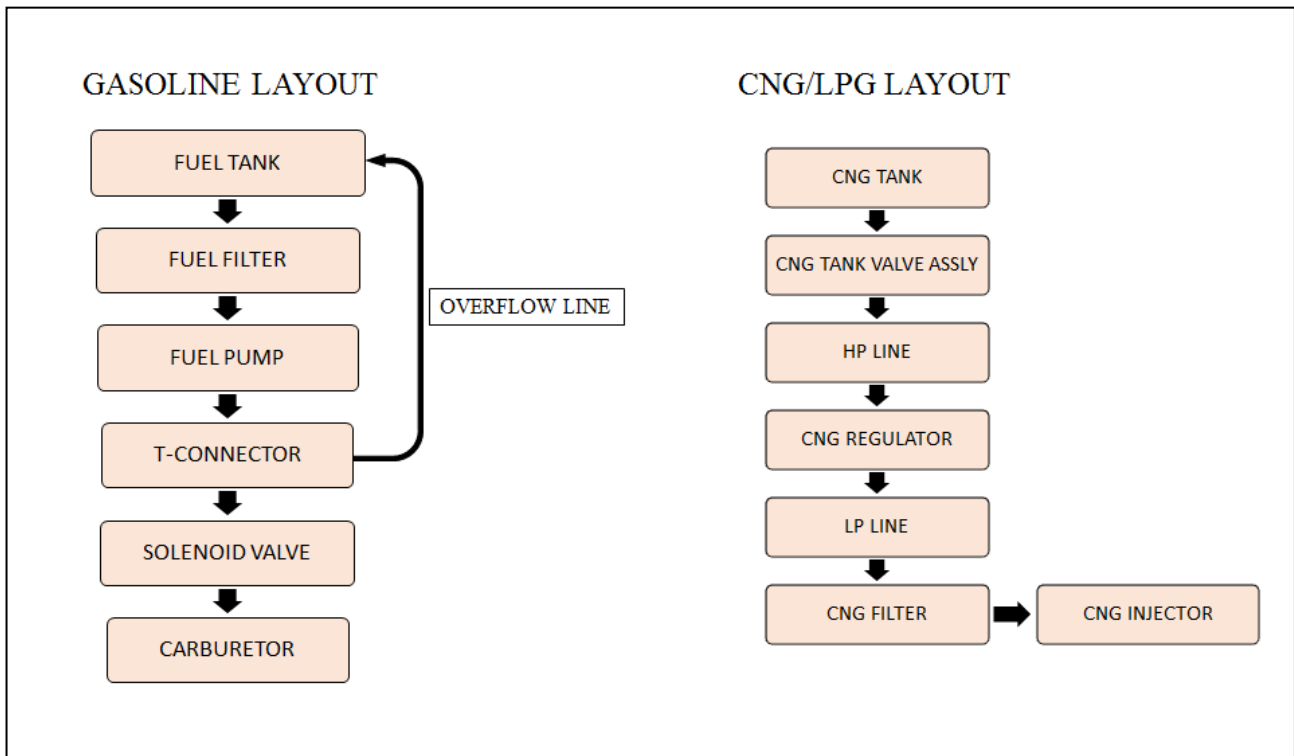 GASOLINE LAYOUT
FUEL TANK
FUEL FILTER
FUEL PUMP
T-CONNECTOR
SOLENOID VALVE
CARBURETOR
OVERFLOW LINE
CNG/LPG LAYOUT
CNG TANK
CNG TANK VALVE ASSLY
HP LINE
CNG REGULATOR
LP LINE
CNG FILTER
CNG INJECTOR